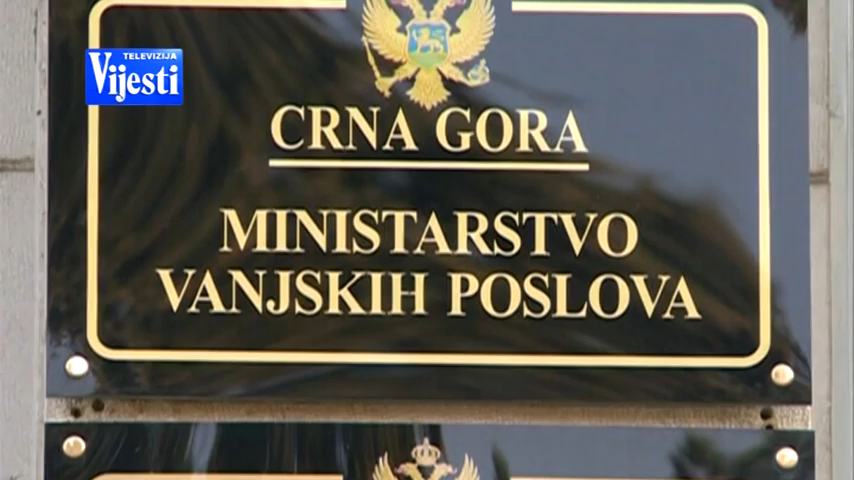 TELEVIZIJA
Vijesti
CRNA GORA
MINISTARSTVO
VANJSKIH POSLOVA